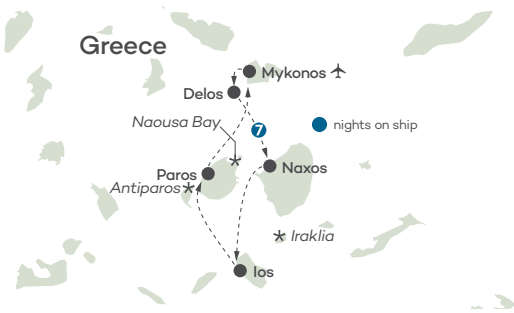 Greece
Mykonos
Delos
Naousa Bay
7
nights on ship
Paros
Naxos
Antiparos
Iraklia
Ios